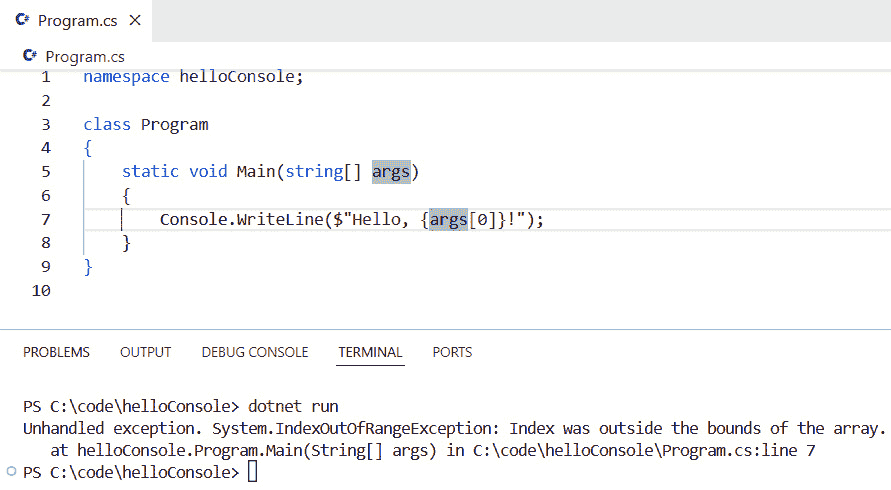 C# Program.cs ×
C# Program.cs
1 namespace helloConsole;
2
3 class Program
4 {
5     static void Main(string[] args)
6     {
7         Console.WriteLine($"Hello, {args[0]}!");
8     }
9 }
10
PROBLEMS OUTPUT DEBUG CONSOLE TERMINAL PORTS
PS C:\code\helloConsole> dotnet run
Unhandled exception. System.IndexOutOfRangeException: Index was outside the bounds of the array.
   at helloConsole.Program.Main(String[] args) in C:\code\helloConsole\Program.cs:line 7
PS C:\code\helloConsole>